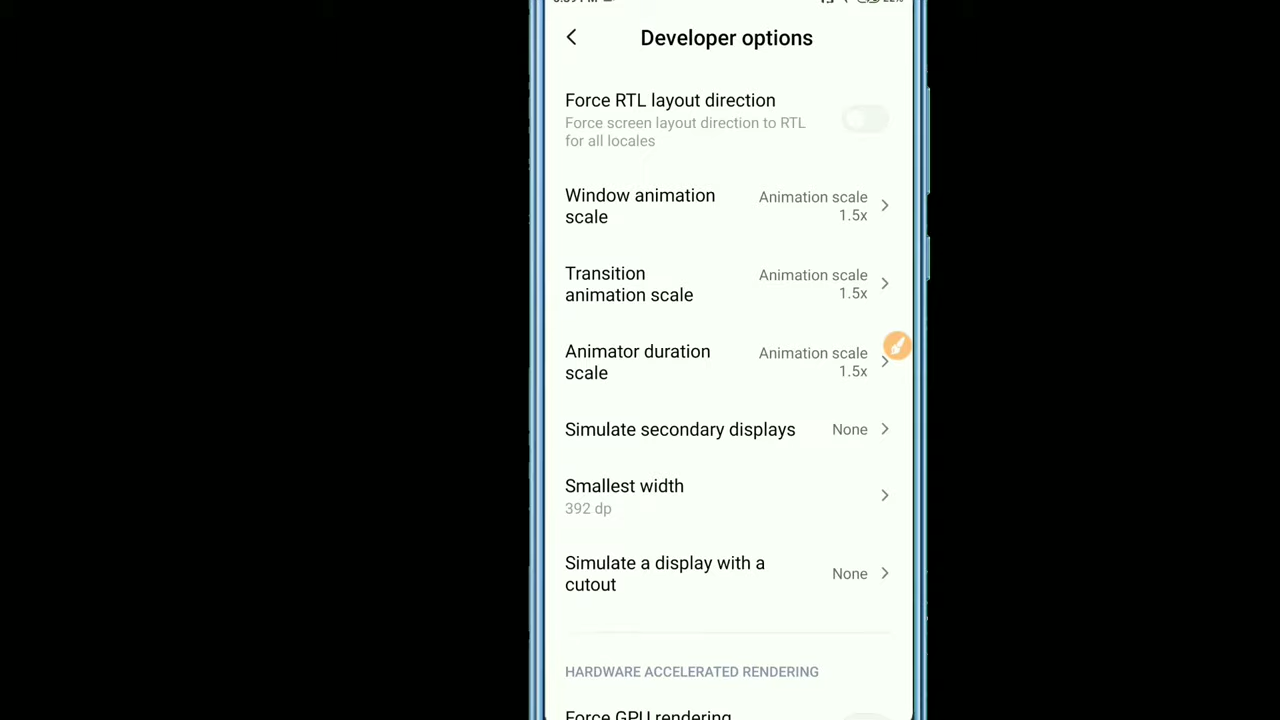 Developer options
Force RTL layout direction
Force screen layout direction to RTL
for all locales
Window animation
scale
Animation scale
1.5x
Transition
animation scale
Animation scale
1.5x
Animator duration
scale
Animation scale
1.5x
Simulate secondary displays
None
Smallest width
392 dp
Simulate a display with a
cutout
None
HARDWARE ACCELERATED RENDERING
Force GPU rendering